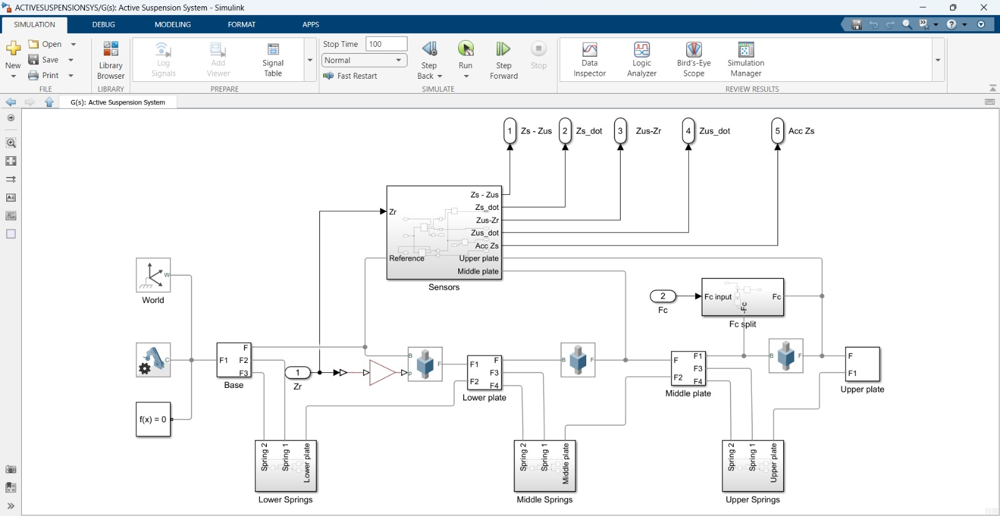 ACTIVESUSPENSIONSYS/G(s): Active Suspension System - Simulink
SIMULATION DEBUG MODELING FORMAT APPS
New
Open
Save
Print
FILE
Library Browser
LIBRARY
Log Signals
Add Viewer
Signal Table
PREPARE
Stop Time 100
Normal
Fast Restart
Step Back
Run
Step Forward
Stop
SIMULATE
Data Inspector
Logic Analyzer
Bird's-Eye Scope
Simulation Manager
REVIEW RESULTS
G(s): Active Suspension System
1 Zs - Zus
2 Zs_dot
3 Zus-Zr
4 Zus_dot
5 Acc Zs
Zr
Reference
Zs - Zus
Zs_dot
Zus-Zr
Zus_dot
Acc Zs
Upper plate
Middle plate
Sensors
W
World
C
f(x) = 0
F1
F
F2
F3
Base
1
Zr
B
p
F
F1
F2
F
F3
F4
Lower plate
B
F
2
Fc
Fc input
-Fc
Fc
Fc split
F
F2
F1
F3
F4
Middle plate
B
F
F
F1
Upper plate
Spring 2
Spring 1
Lower plate
Lower Springs
Spring 2
Spring 1
Middle plate
Middle Springs
Spring 2
Spring 1
Upper plate
Upper Springs